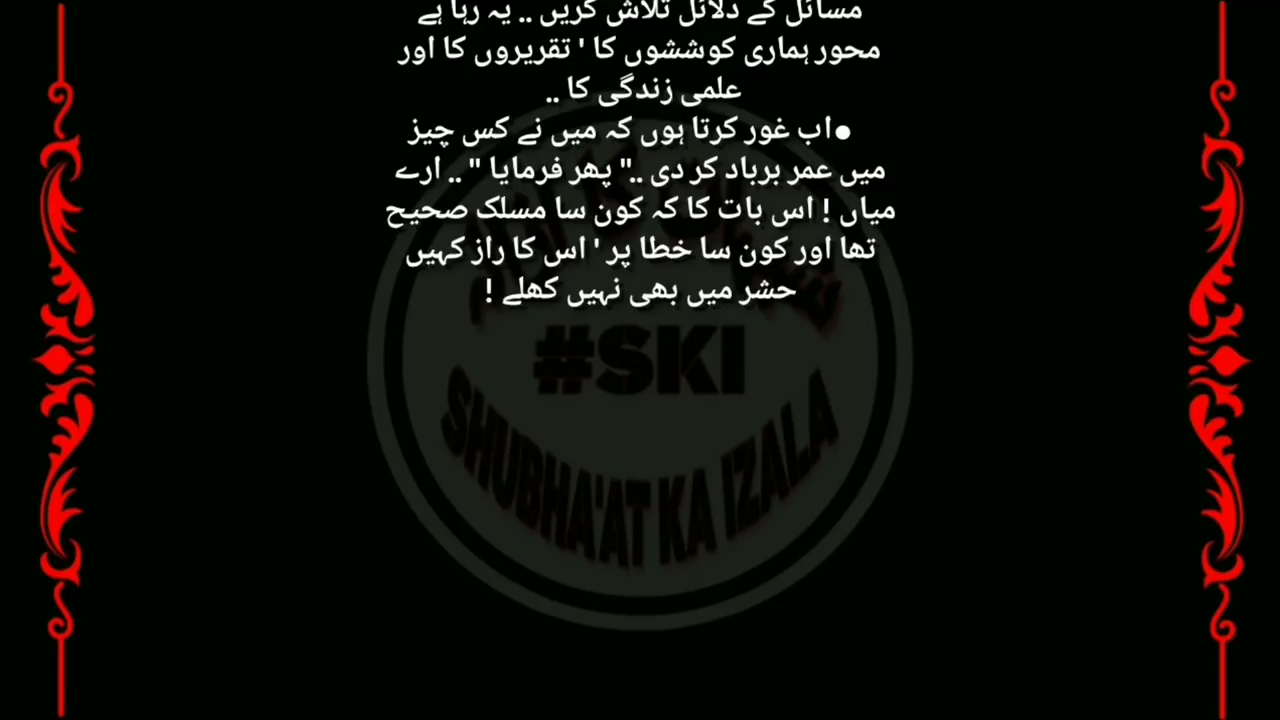 مسائل کے دلائل تلاش کریں .. یہ رہا ہے
محور ہماری کوششوں کا ' تقریروں کا اور
علمی زندگی کا ..
●اب غور کرتا ہوں کہ میں نے کس چیز
میں عمر برباد کر دی .." پھر فرمایا " .. ارے
میاں ! اس بات کا کہ کون سا مسلک صحیح
تھا اور کون سا خطا پر ' اس کا راز کہیں
حشر میں بھی نہیں کھلے !
#SKI
SHUBHA'AT KA IZALA